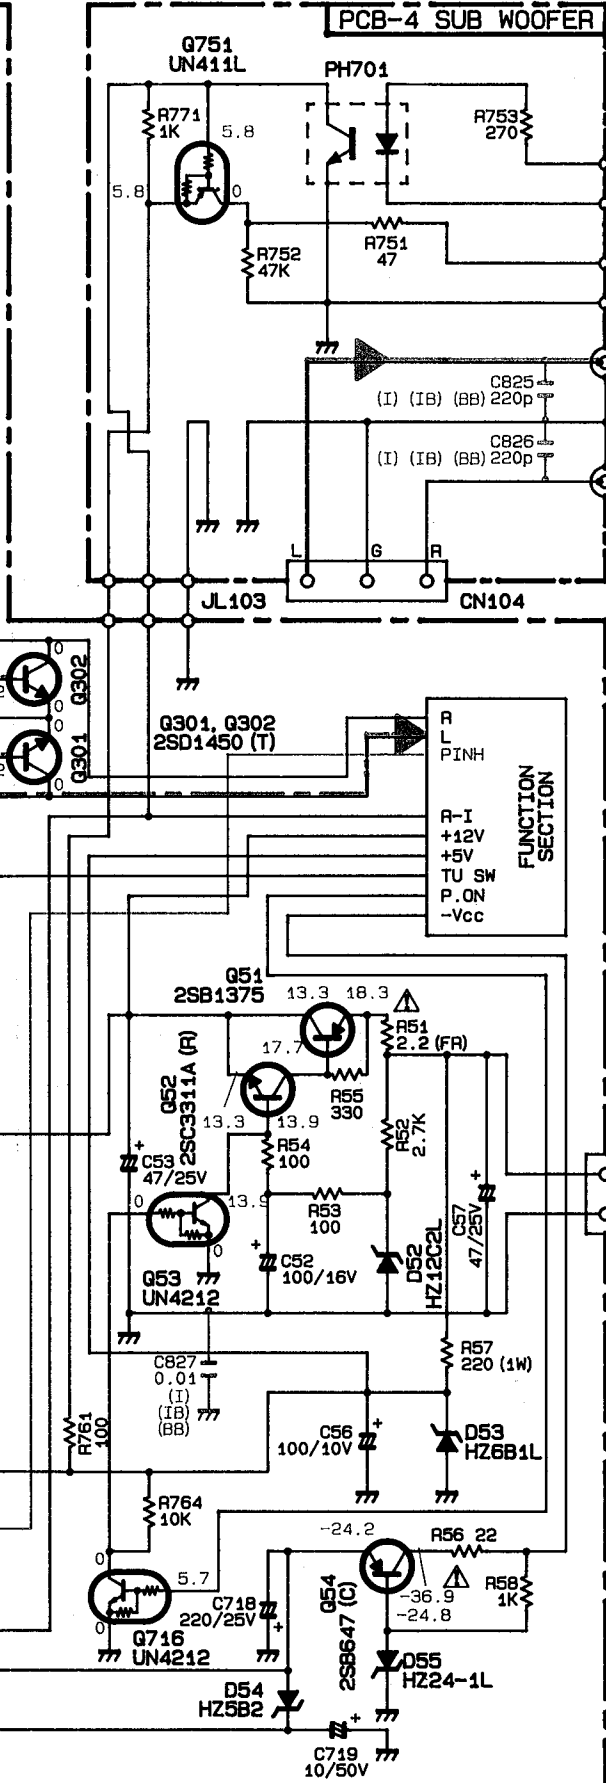 PCB-4 SUB WOOFER
Q751
UN411L
PH701
R771
1K
5.8
R753
270
5.8
0
R752
47K
R751
47
C825
(I) (IB) (BB) 220p
C826
(I) (IB) (BB) 220p
L G R
JL103
CN104
0
Q302
0
0
Q301
0
Q301, Q302
2SD1450 (T)
R
L
PINH
R-I
+12V
+5V
TU SW
P.ON
-Vcc
FUNCTION
SECTION
Q51
2SB1375
13.3 18.3
R51
2.2 (FR)
17.7
Q52
2SC3311A (R)
R55
330
13.3 13.9
R54
100
R52
2.7K
C53
47/25V
0
13.9
R53
100
C57
47/25V
0
C52
100/16V
D52
HZ12C2L
Q53
UN4212
C827
0.01
(I)
(IB)
(BB)
R57
220 (1W)
R761
100
C56
100/10V
D53
HZ6B1L
R764
10K
-24.2
R56 22
0
5.7
Q54
2SB647 (C)
-36.9
-24.8
R58
1K
C718
220/25V
0
Q716
UN4212
D55
HZ24-1L
D54
HZ5B2
C719
10/50V